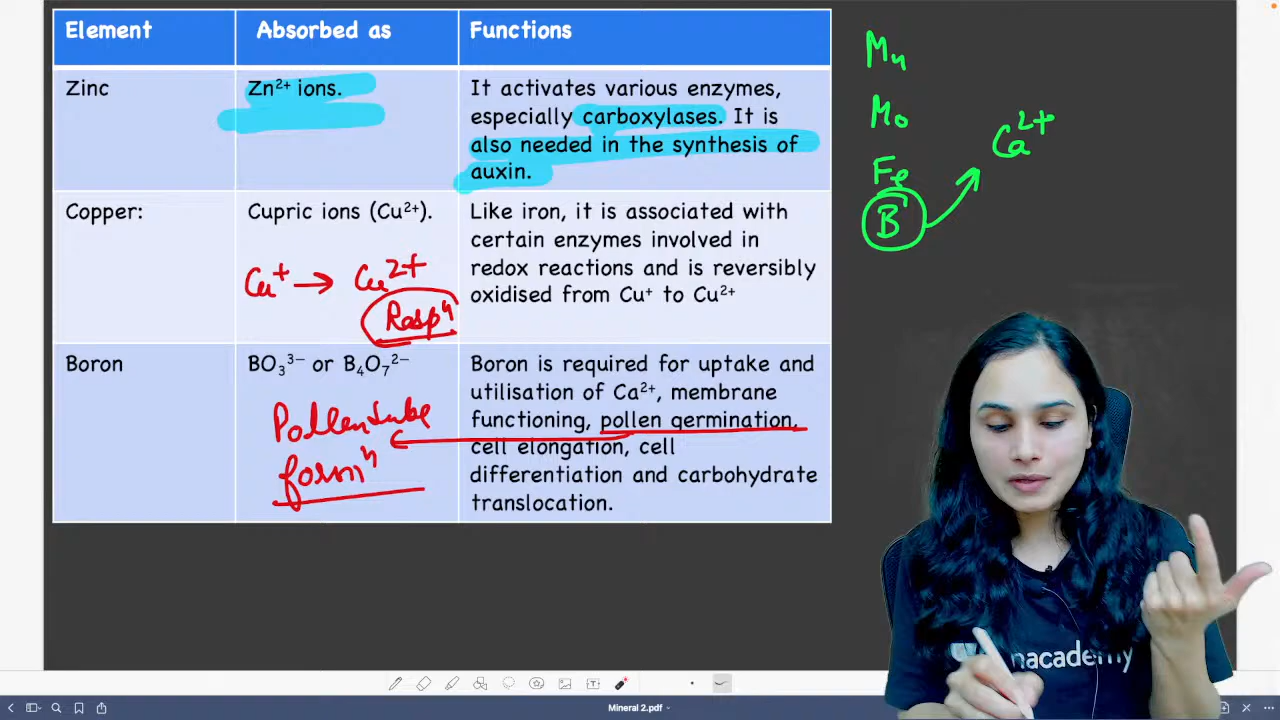 Element
Absorbed as
Functions
Zinc
Zn²⁺ ions.
It activates various enzymes,
especially carboxylases. It is
also needed in the synthesis of
auxin.
Copper:
Cupric ions (Cu²⁺).
Cu⁺ → Cu²⁺
Respⁿ
Like iron, it is associated with
certain enzymes involved in
redox reactions and is reversibly
oxidised from Cu⁺ to Cu²⁺
Boron
BO₃³⁻ or B₄O₇²⁻
Pollen tube
formⁿ
Boron is required for uptake and
utilisation of Ca²⁺, membrane
functioning, pollen germination,
cell elongation, cell
differentiation and carbohydrate
translocation.
Mn
Mo
Fe
B
Ca²⁺
nacademy
Mineral 2.pdf